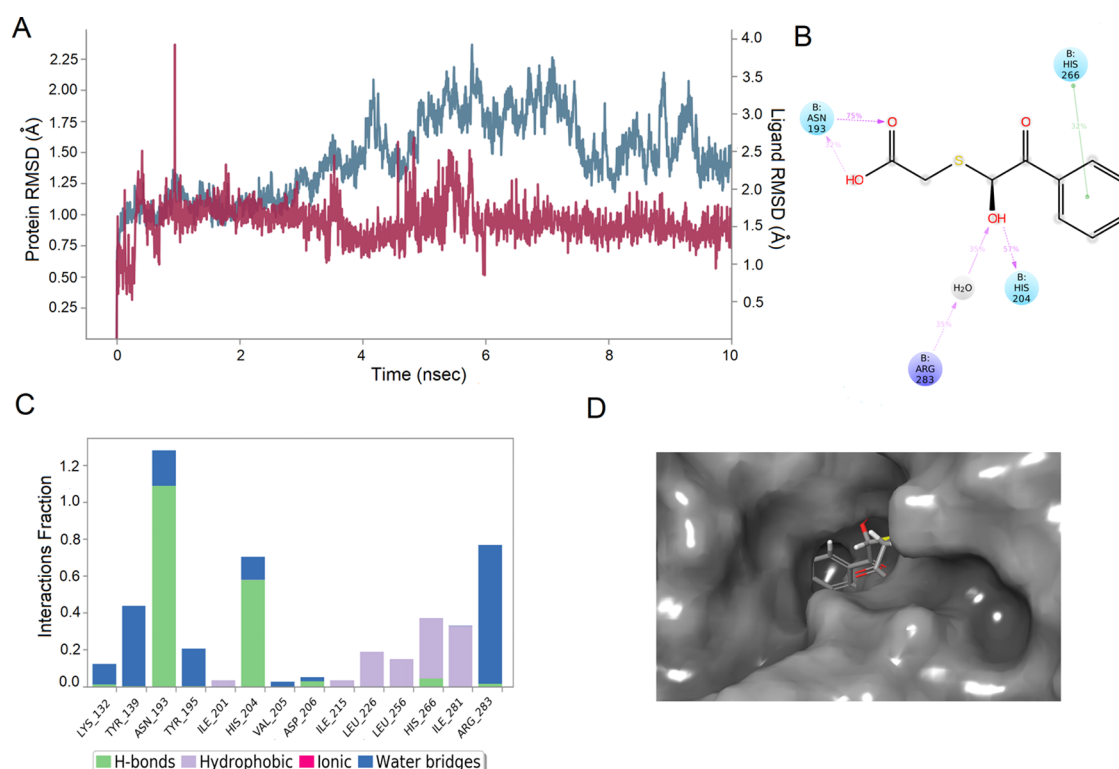 A
Protein RMSD (Å)
2.25
2.00
1.75
1.50
1.25
1.00
0.75
0.50
0.25
4.0
3.5
3.0
2.5
2.0
1.5
1.0
0.5
Ligand RMSD (Å)
0
2
4
6
8
10
Time (nsec)
B
B:
HIS
266
B:
ASN
193
75%
O
HO
S
O
OH
32%
35%
57%
H₂O
B:
HIS
204
35%
B:
ARG
283
C
Interactions Fraction
1.2
1.0
0.8
0.6
0.4
0.2
0.0
LYS_132
TYR_139
ASN_193
TYR_195
ILE_201
HIS_204
VAL_205
ASP_206
ILE_215
LEU_226
LEU_256
HIS_266
ILE_281
ARG_283
H-bonds
Hydrophobic
Ionic
Water bridges
D